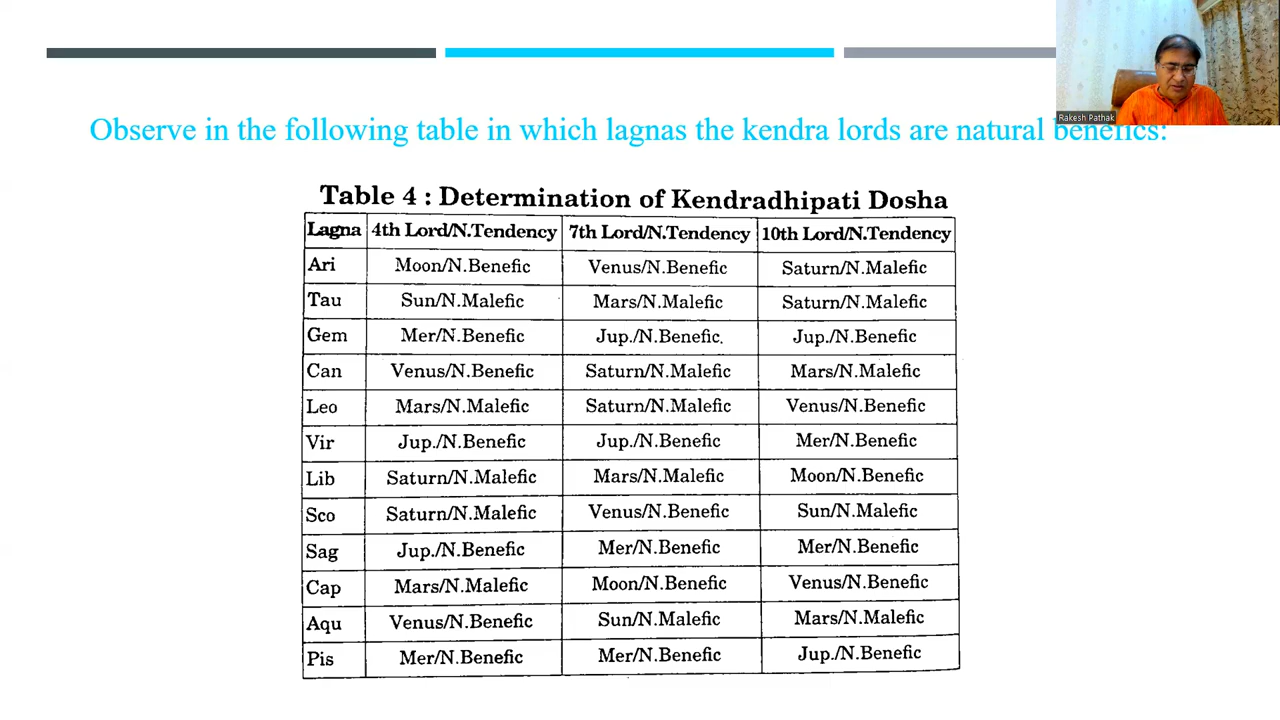 Rakesh Pathak
Observe in the following table in which lagnas the kendra lords are natural benefics:
Table 4 : Determination of Kendradhipati Dosha
Lagna 4th Lord/N.Tendency 7th Lord/N.Tendency 10th Lord/N.Tendency
Ari Moon/N.Benefic Venus/N.Benefic Saturn/N.Malefic
Tau Sun/N.Malefic Mars/N.Malefic Saturn/N.Malefic
Gem Mer/N.Benefic Jup./N.Benefic. Jup./N.Benefic
Can Venus/N.Benefic Saturn/N.Malefic Mars/N.Malefic
Leo Mars/N.Malefic Saturn/N.Malefic Venus/N.Benefic
Vir Jup./N.Benefic Jup./N.Benefic Mer/N.Benefic
Lib Saturn/N.Malefic Mars/N.Malefic Moon/N.Benefic
Sco Saturn/N.Malefic Venus/N.Benefic Sun/N.Malefic
Sag Jup./N.Benefic Mer/N.Benefic Mer/N.Benefic
Cap Mars/N.Malefic Moon/N.Benefic Venus/N.Benefic
Aqu Venus/N.Benefic Sun/N.Malefic Mars/N.Malefic
Pis Mer/N.Benefic Mer/N.Benefic Jup./N.Benefic